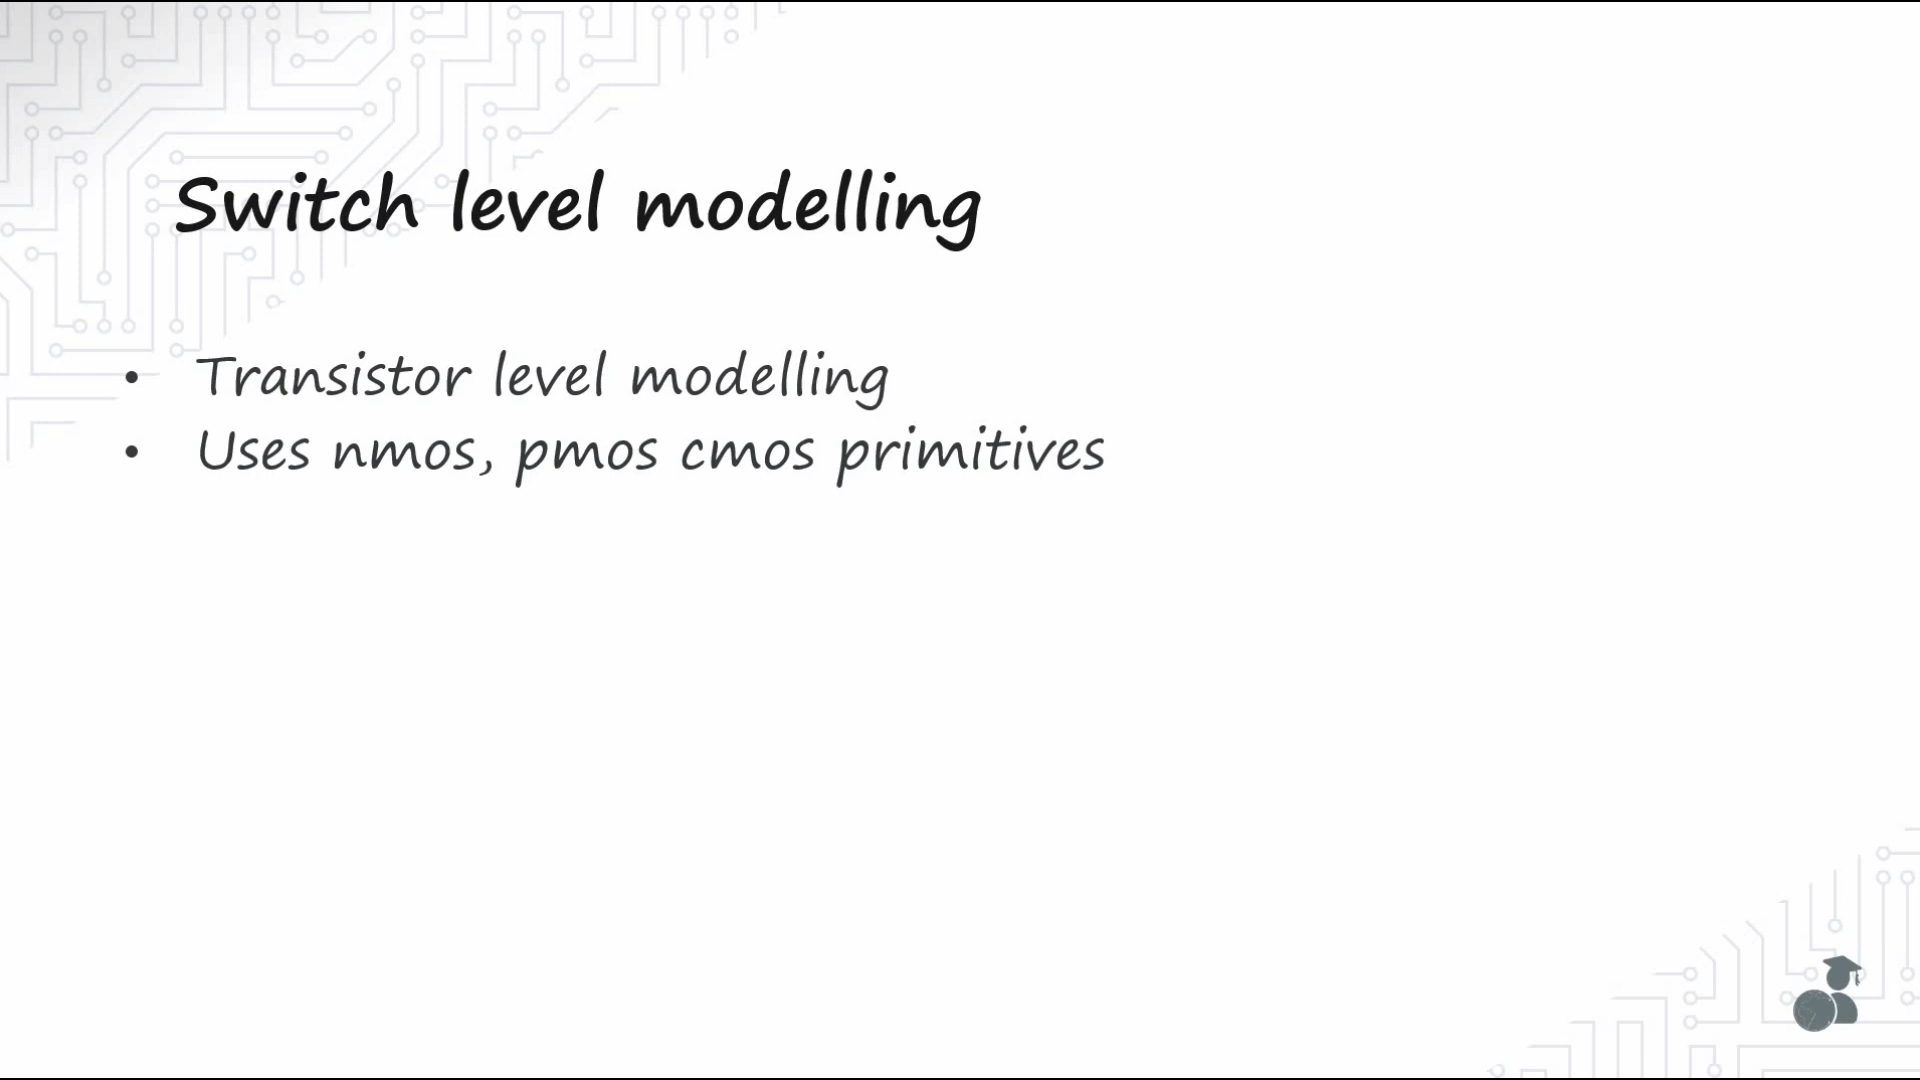 Switch level modelling
• Transistor level modelling
• Uses nmos, pmos cmos primitives